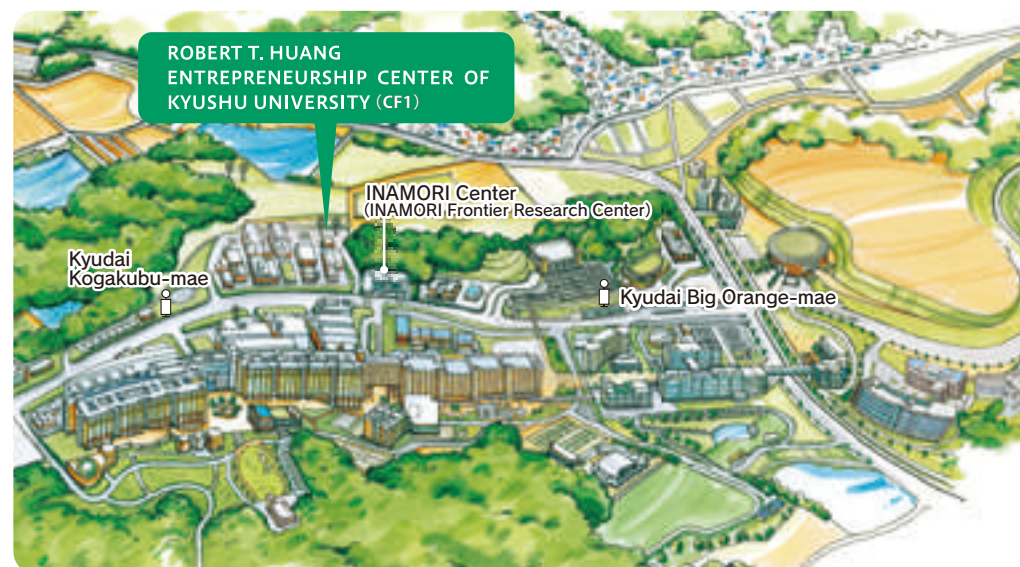 ROBERT T. HUANG
ENTREPRENEURSHIP CENTER OF
KYUSHU UNIVERSITY (CF1)
INAMORI Center
(INAMORI Frontier Research Center)
Kyudai
Kogakubu-mae
Kyudai Big Orange-mae